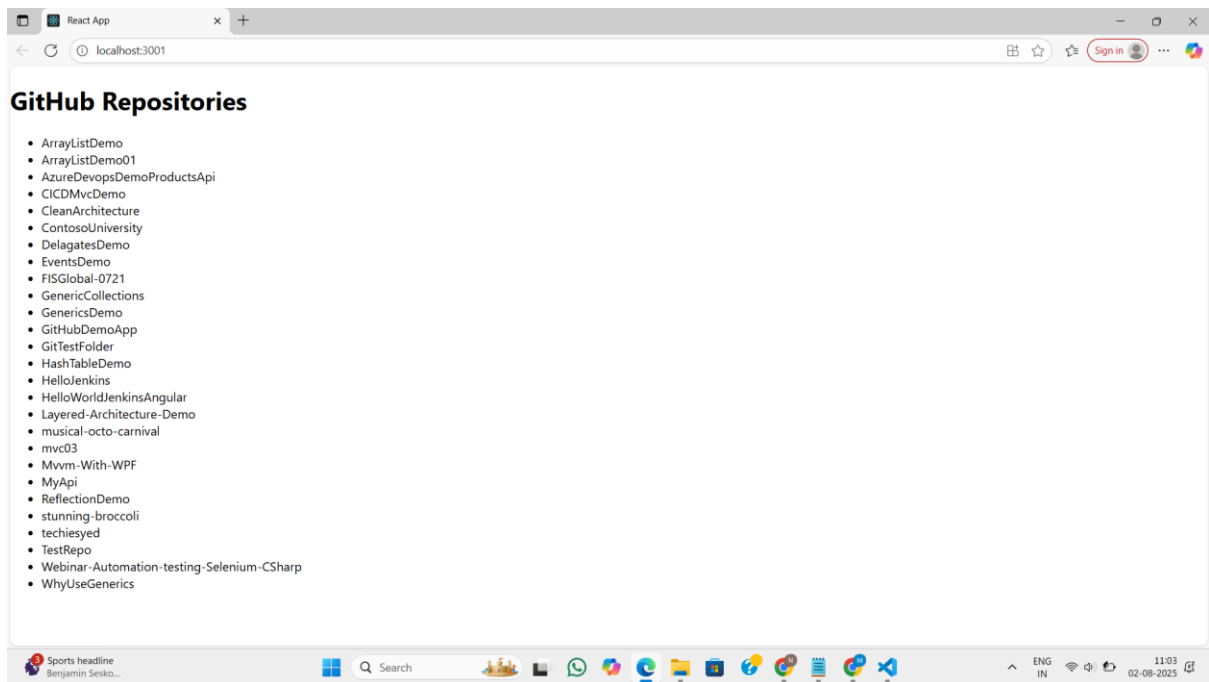 React App
localhost:3001
Sign in
GitHub Repositories
ArrayListDemo
ArrayListDemo01
AzureDevopsDemoProductsApi
CICDMvcDemo
CleanArchitecture
ContosoUniversity
DelagatesDemo
EventsDemo
FISGlobal-0721
GenericCollections
GenericsDemo
GitHubDemoApp
GitTestFolder
HashTableDemo
HelloJenkins
HelloWorldJenkinsAngular
Layered-Architecture-Demo
musical-octo-carnival
mvc03
Mvvm-With-WPF
MyApi
ReflectionDemo
stunning-broccoli
techiesyed
TestRepo
Webinar-Automation-testing-Selenium-CSharp
WhyUseGenerics
3
Sports headline
Benjamin Sesko...
Search
ENG
IN
11:03
02-08-2025